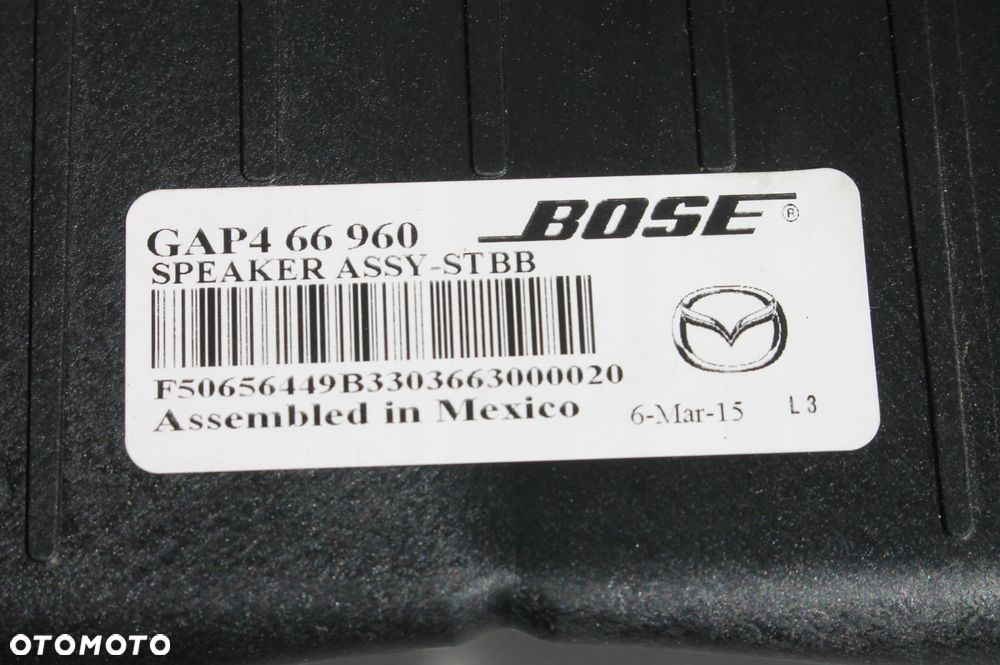 GAP4 66 960
BOSE ®
SPEAKER ASSY-STBB
F50656449B3303663000020
Assembled in Mexico
6-Mar-15
L3
OTOMOTO